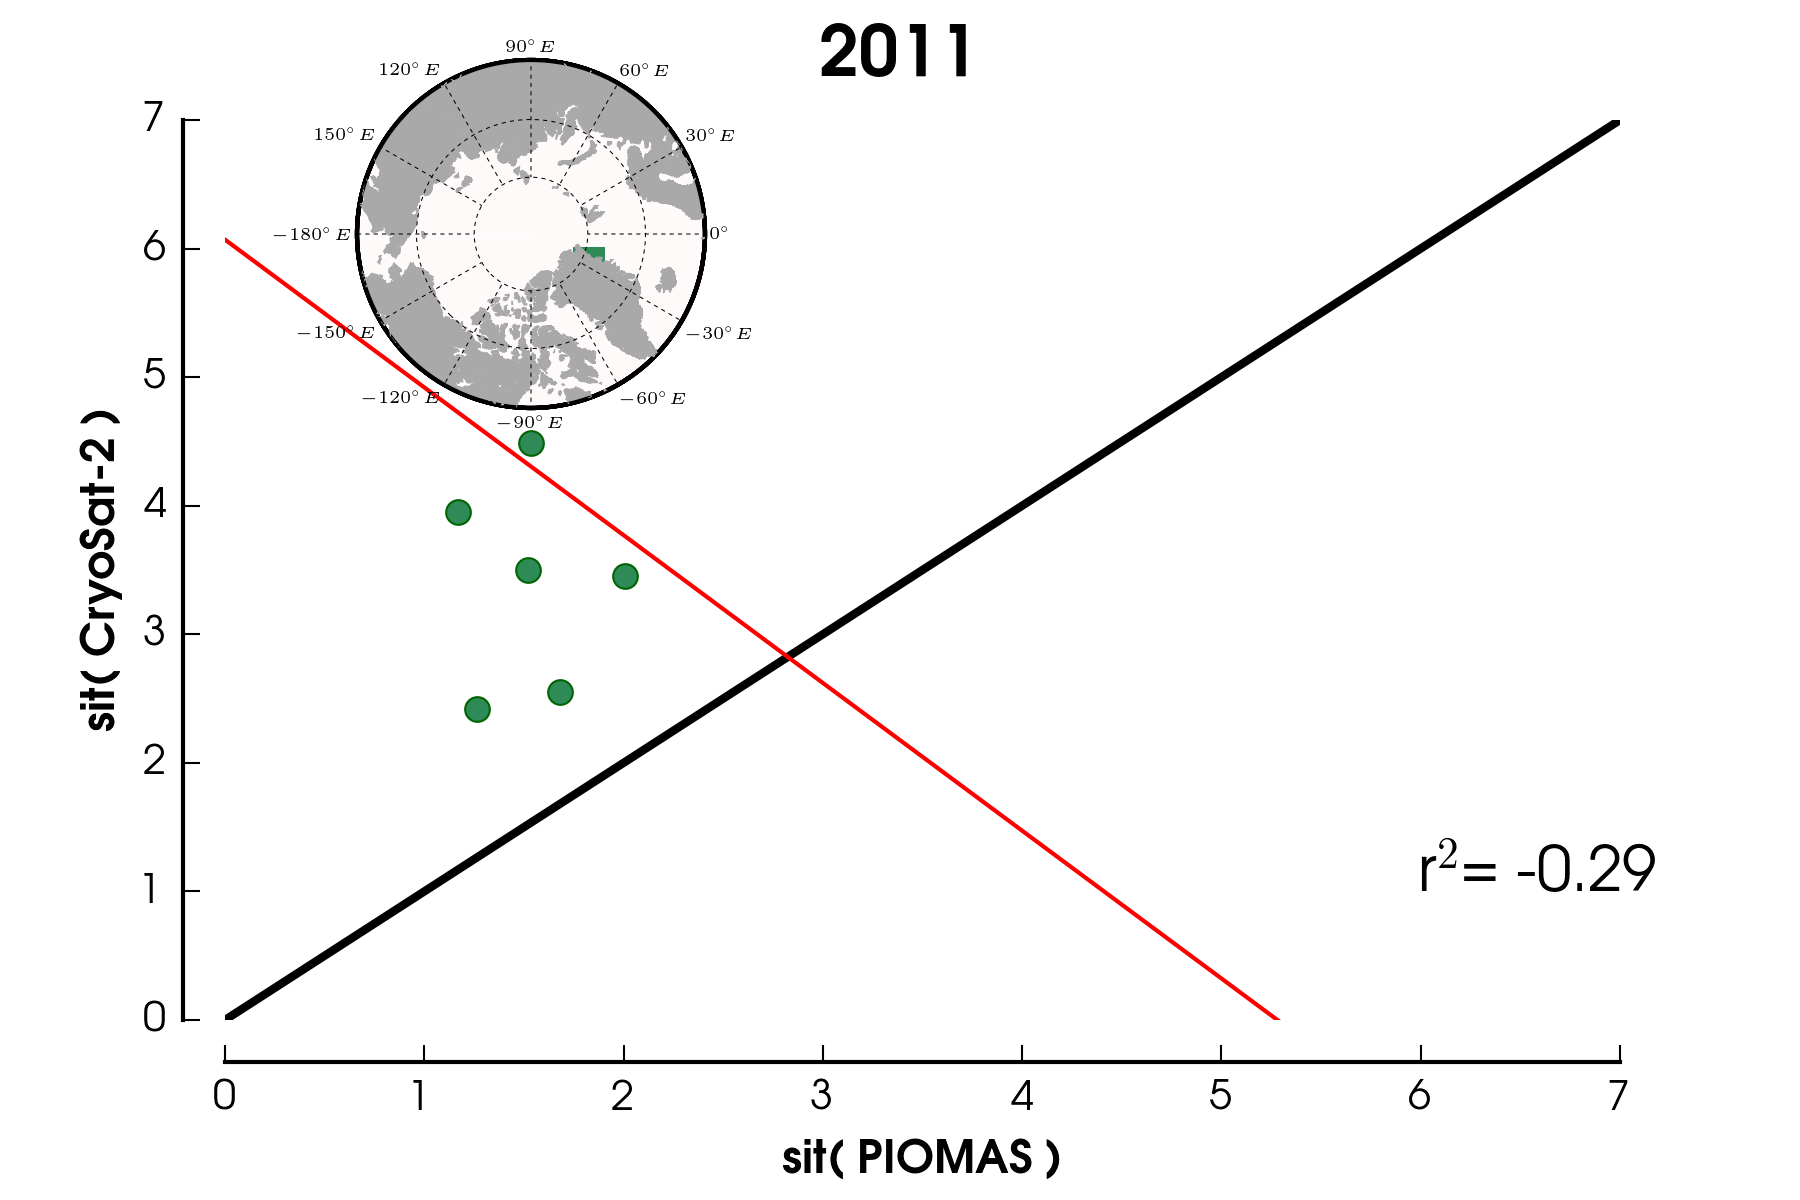 2011
90° E
120° E
60° E
150° E
30° E
−180° E
0°
−150° E
−30° E
−120° E
−60° E
−90° E
7
6
5
4
3
2
1
0
sit( CryoSat-2 )
r²= -0.29
0 1 2 3 4 5 6 7
sit( PIOMAS )